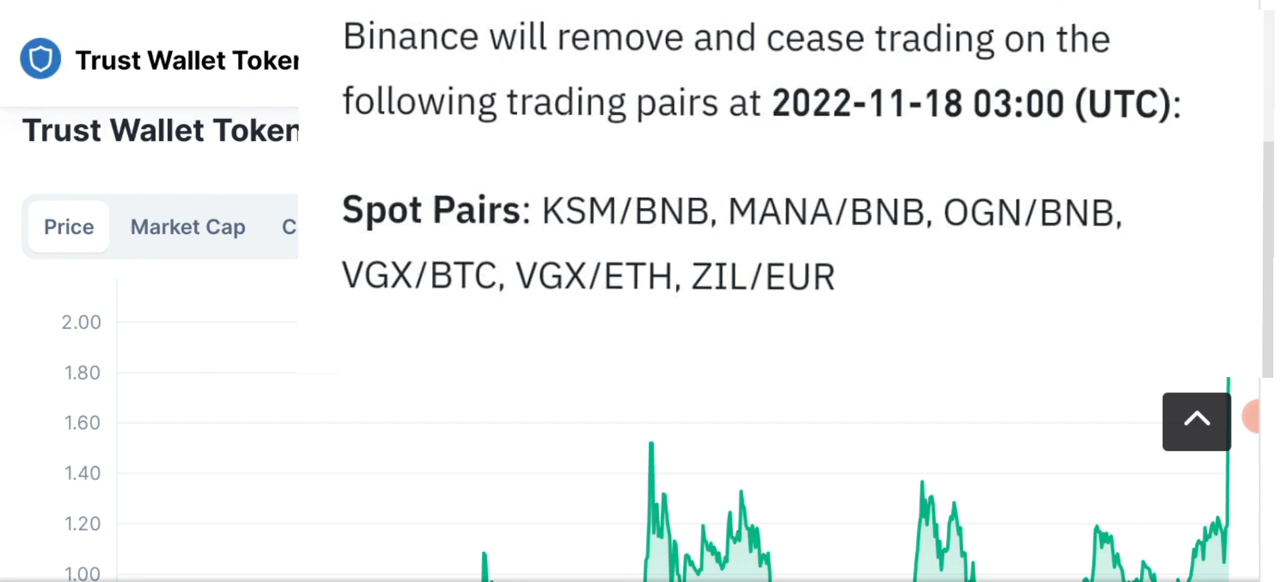 Trust Wallet Token
Trust Wallet Token
Price Market Cap C
2.00
1.80
1.60
1.40
1.20
1.00
Binance will remove and cease trading on the
following trading pairs at 2022-11-18 03:00 (UTC):
Spot Pairs: KSM/BNB, MANA/BNB, OGN/BNB,
VGX/BTC, VGX/ETH, ZIL/EUR